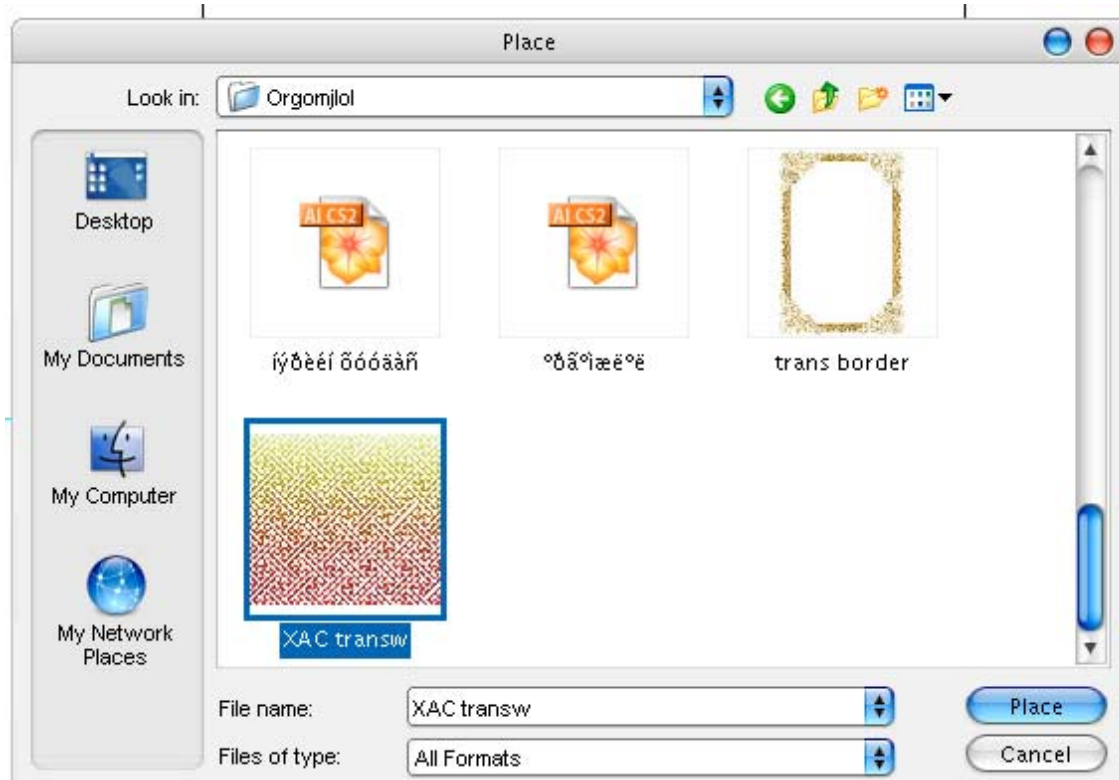 Place
Look in:
Orgomjlol
Desktop
My Documents
My Computer
My Network
Places
AI CS2
AI CS2
íýðèéí õóóäàñ
ºðãºìæëºë
trans border
XAC transw
File name:
XAC transw
Place
Files of type:
All Formats
Cancel